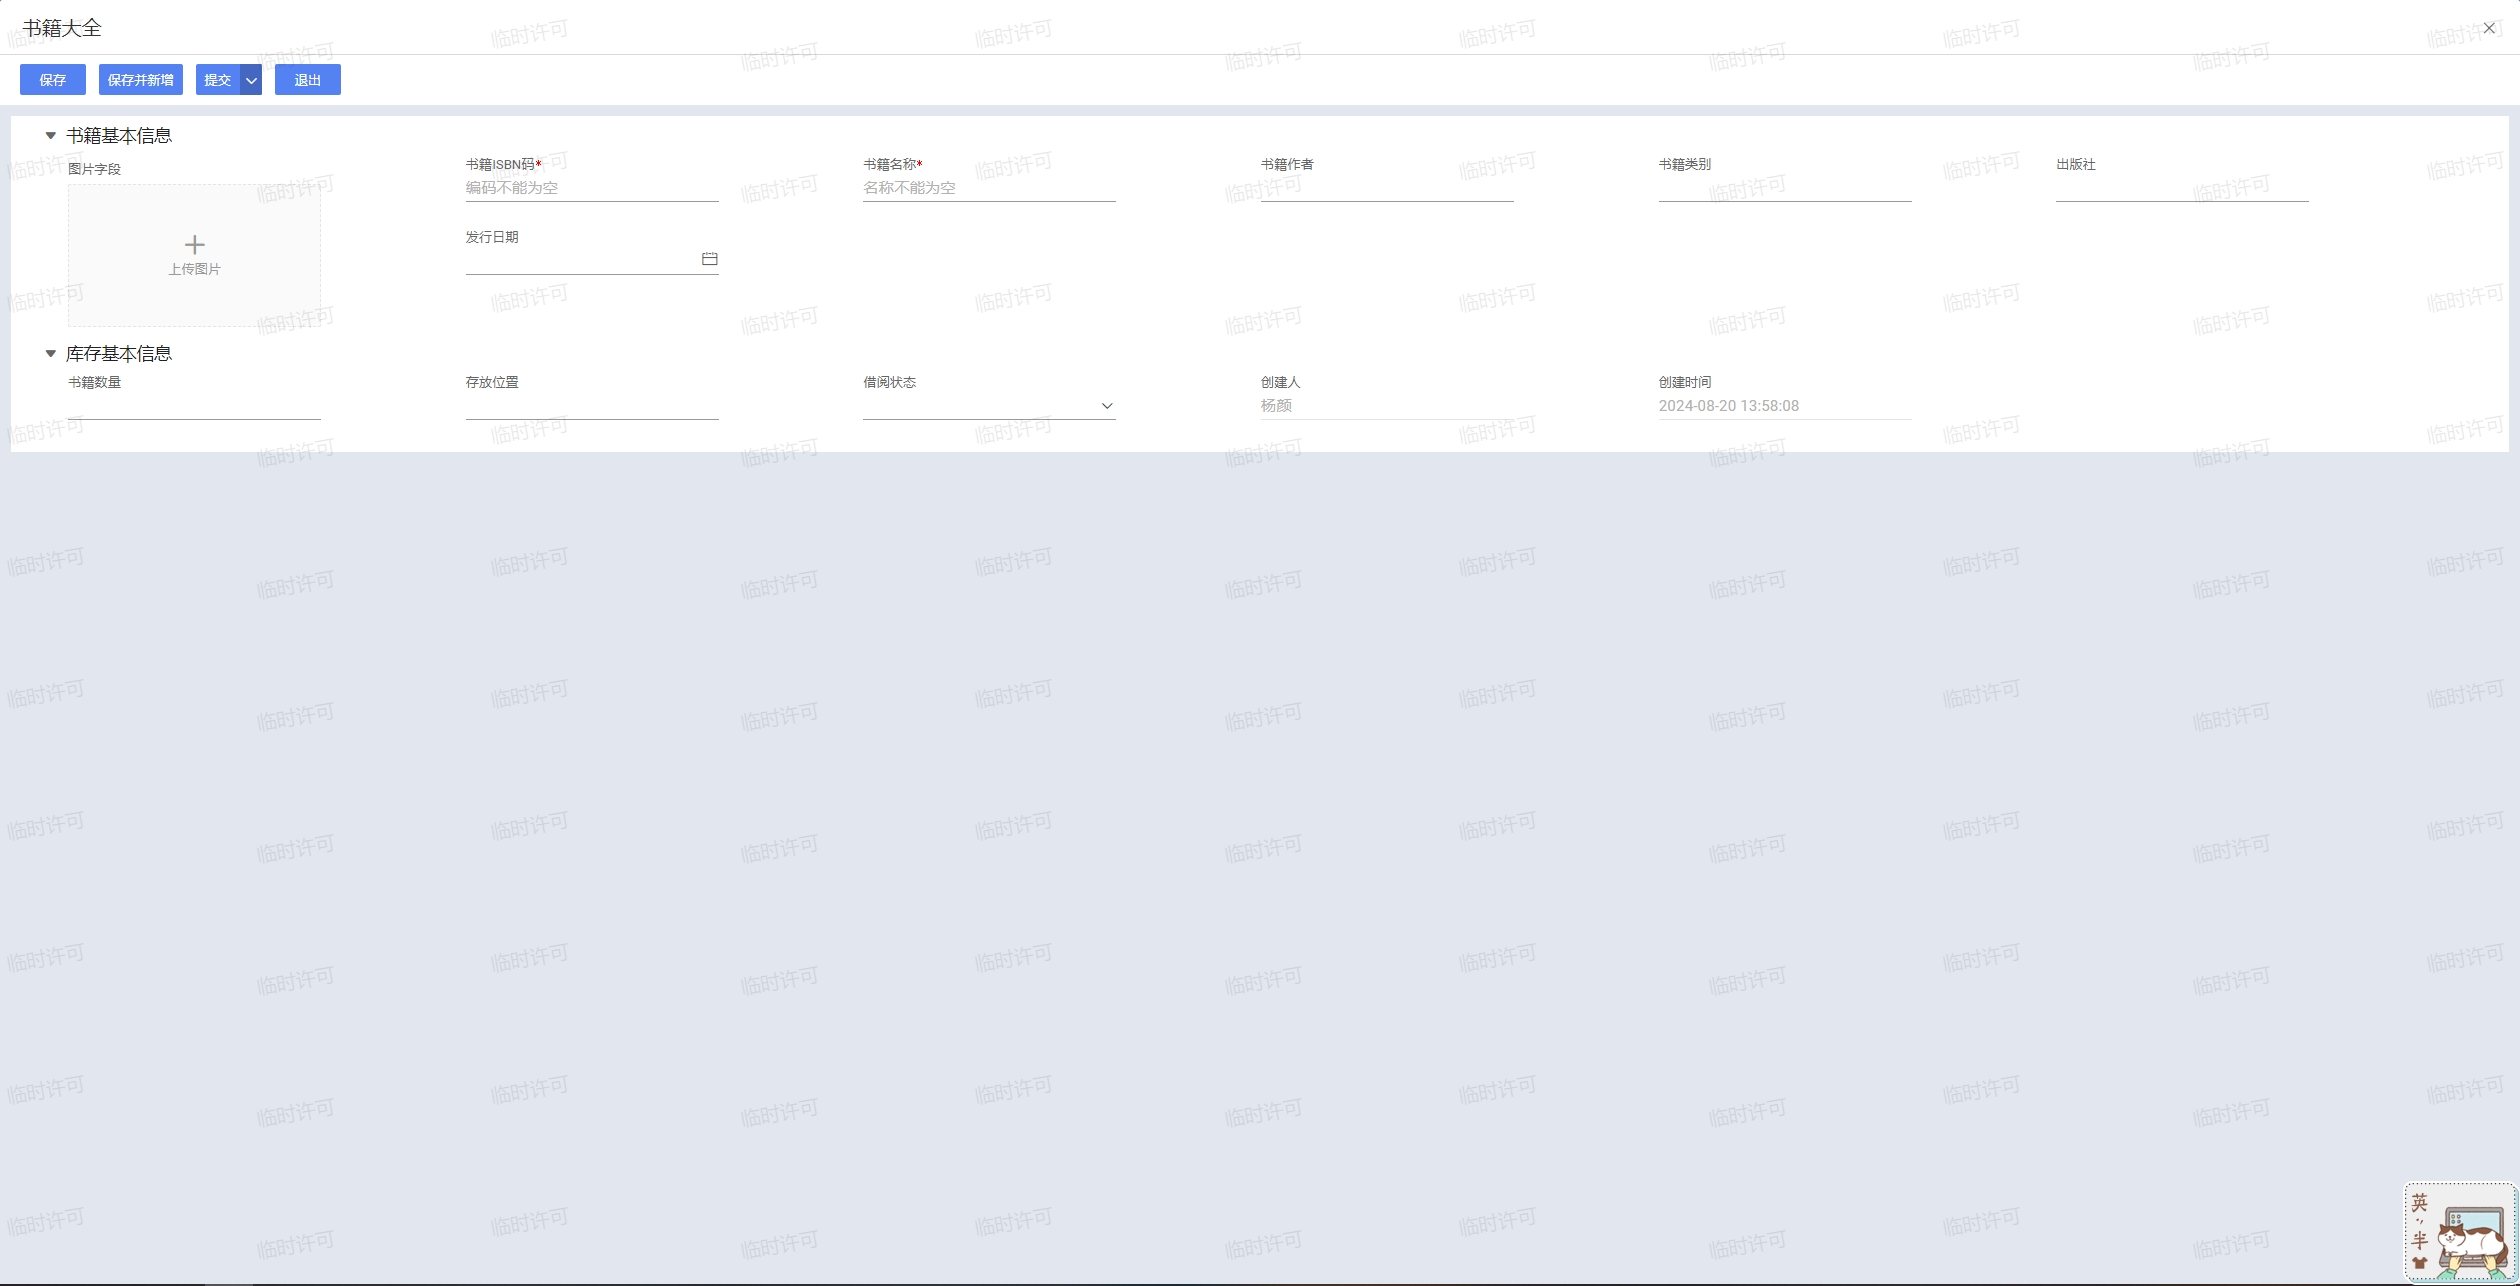 书籍大全
保存 保存并新增 提交 退出
书籍基本信息
图片字段 书籍ISBN码* 书籍名称* 书籍作者 书籍类别 出版社
编码不能为空 名称不能为空
发行日期
上传图片
库存基本信息
书籍数量 存放位置 借阅状态 创建人 创建时间
杨颜 2024-08-20 13:58:08
临时许可
英
半